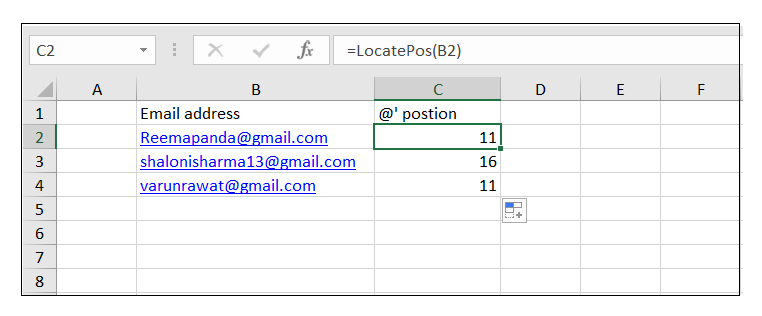 C2 fx =LocatePos(B2)
A B C D E F
1 Email address @' postion
2 Reemapanda@gmail.com 11
3 shalonisharma13@gmail.com 16
4 varunrawat@gmail.com 11
5
6
7
8